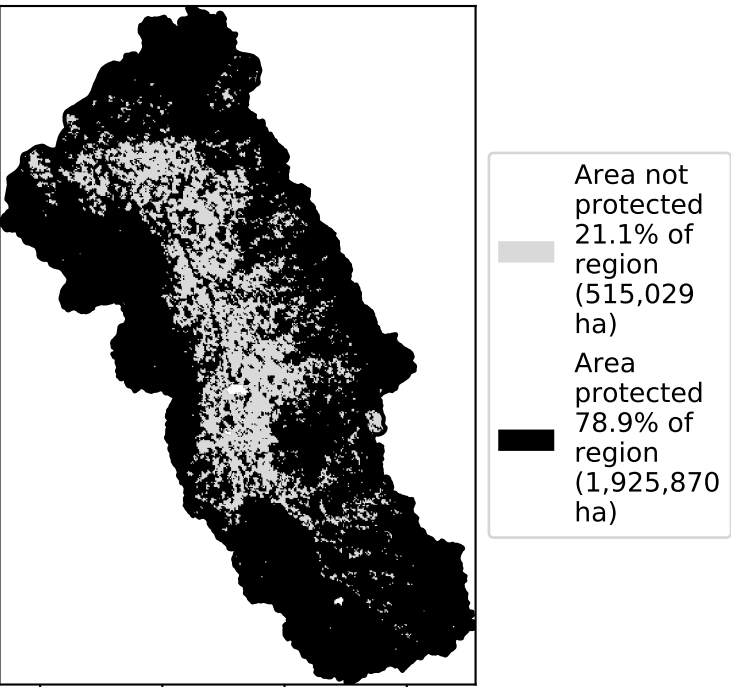 Area not
protected
21.1% of
region
(515,029
ha)
Area
protected
78.9% of
region
(1,925,870
ha)